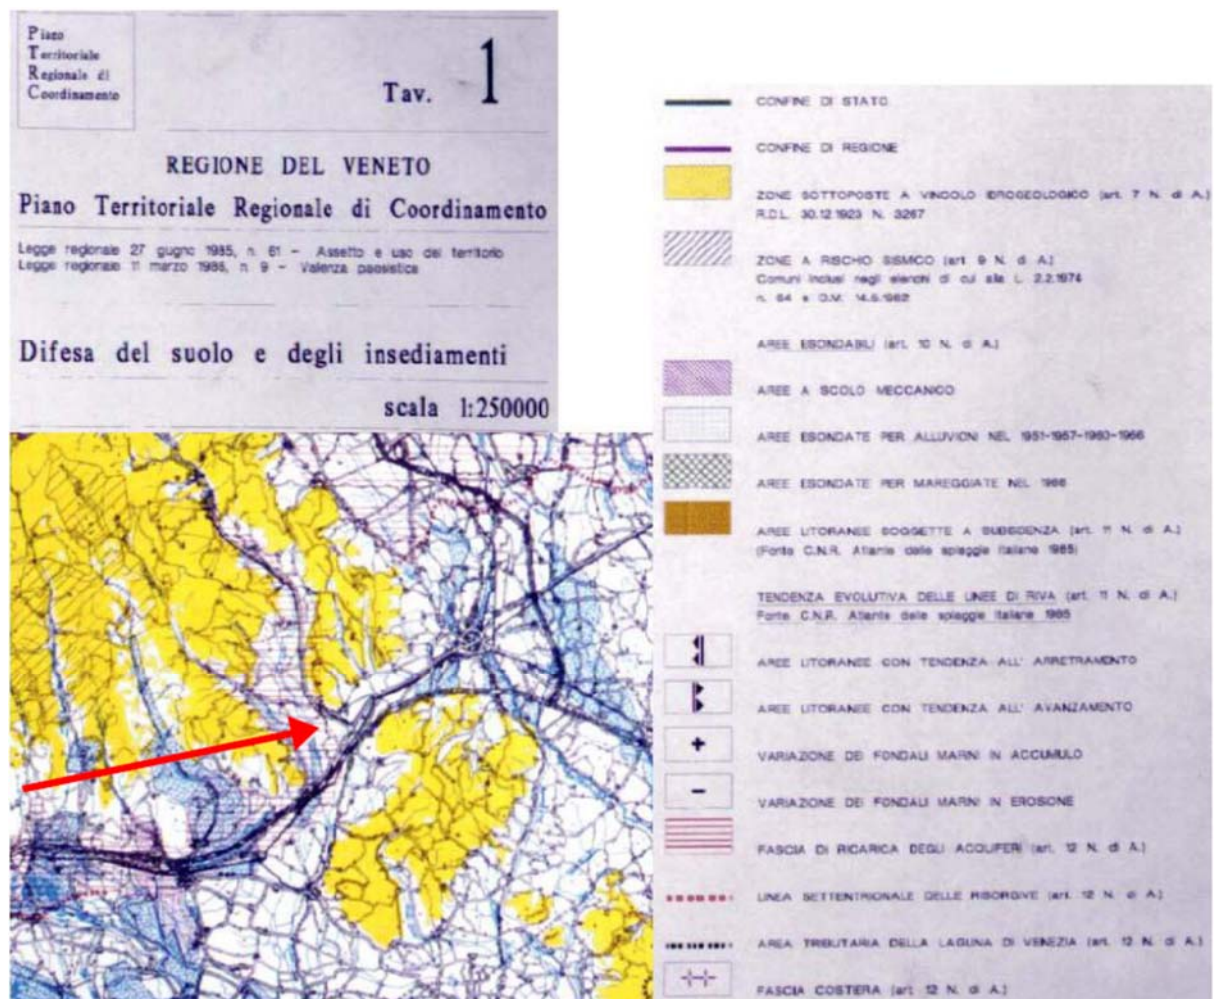 Piano
Territoriale
Regionale di
Coordinamento
Tav. 1
REGIONE DEL VENETO
Piano Territoriale Regionale di Coordinamento
Legge regionale 27 giugno 1985, n. 61 - Assetto e uso del territorio
Legge regionale 11 marzo 1986, n. 9 - Valenza paesistica
Difesa del suolo e degli insediamenti
scala 1:250000
CONFINE DI STATO
CONFINE DI REGIONE
ZONE SOTTOPOSTE A VINCOLO IDROGEOLOGICO (art. 7 N. di A.)
R.D.L. 30.12.1923 N. 3267
ZONE A RISCHIO SISMICO (art. 9 N. di A.)
Comuni inclusi negli elenchi di cui alla L. 2.2.1974
n. 64 e D.M. 14.5.1982
AREE ESONDABILI (art. 10 N. di A.)
AREE A SCOLO MECCANICO
AREE ESONDATE PER ALLUVIONI NEL 1951-1957-1960-1966
AREE ESONDATE PER MAREGGIATE NEL 1966
AREE LITORANEE SOGGETTE A SUBSIDENZA (art. 11 N. di A.)
(Fonte C.N.R. Atlante delle spiaggie italiane 1985)
TENDENZA EVOLUTIVA DELLE LINEE DI RIVA (art. 11 N. di A.)
Fonte C.N.R. Atlante delle spiaggie italiane 1985
AREE LITORANEE CON TENDENZA ALL' ARRETRAMENTO
AREE LITORANEE CON TENDENZA ALL' AVANZAMENTO
VARIAZIONE DEI FONDALI MARINI IN ACCUMULO
VARIAZIONE DEI FONDALI MARINI IN EROSIONE
FASCIA DI RICARICA DEGLI ACQUIFERI (art. 12 N. di A.)
LINEA SETTENTRIONALE DELLE RISORGIVE (art. 12 N. di A.)
AREA TRIBUTARIA DELLA LAGUNA DI VENEZIA (art. 12 N. di A.)
FASCIA COSTIERA (art. 12 N. di A.)